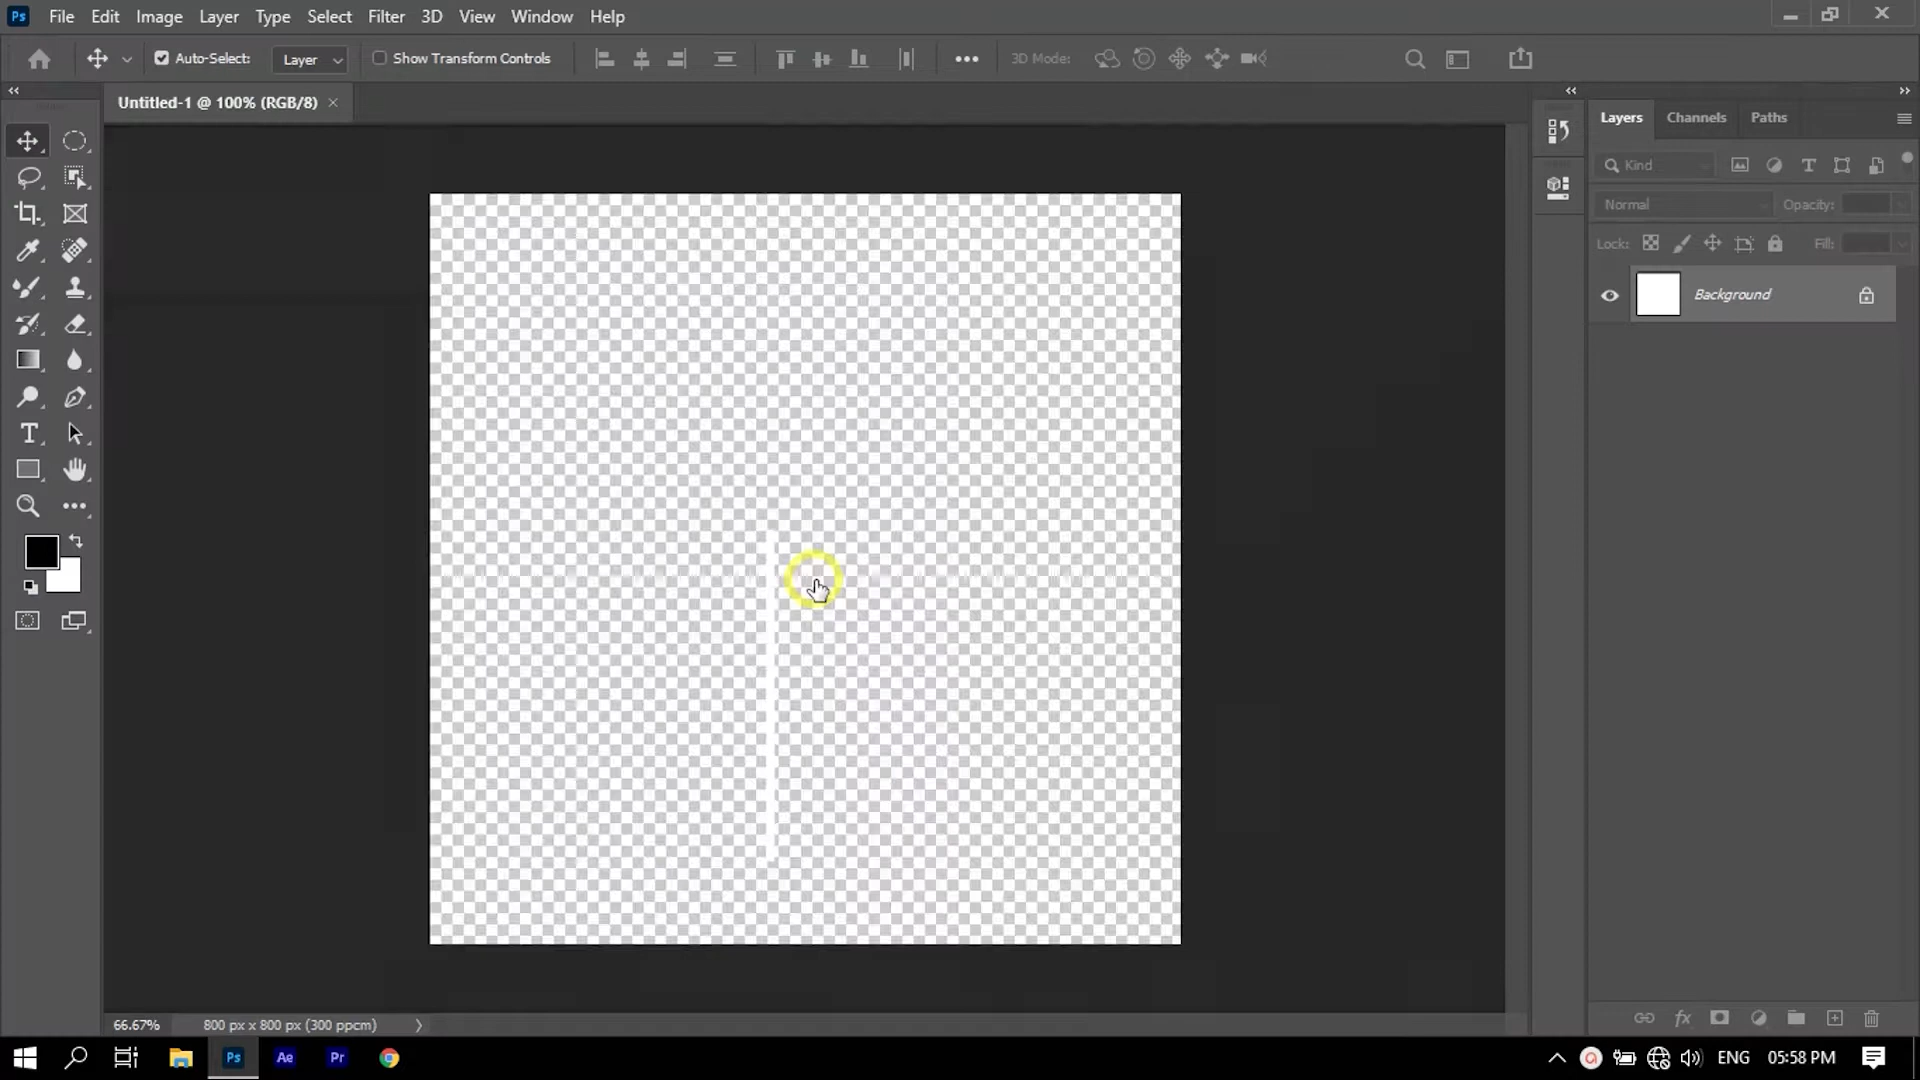 Ps File Edit Image Layer Type Select Filter 3D View Window Help
Auto-Select: Layer Show Transform Controls 3D Mode:
Untitled-1 @ 100% (RGB/8)
Layers Channels Paths
Kind
Normal Opacity:
Lock: Fill:
Background
66.67% 800 px x 800 px (300 ppcm)
Ps Ae Pr ENG 05:58 PM